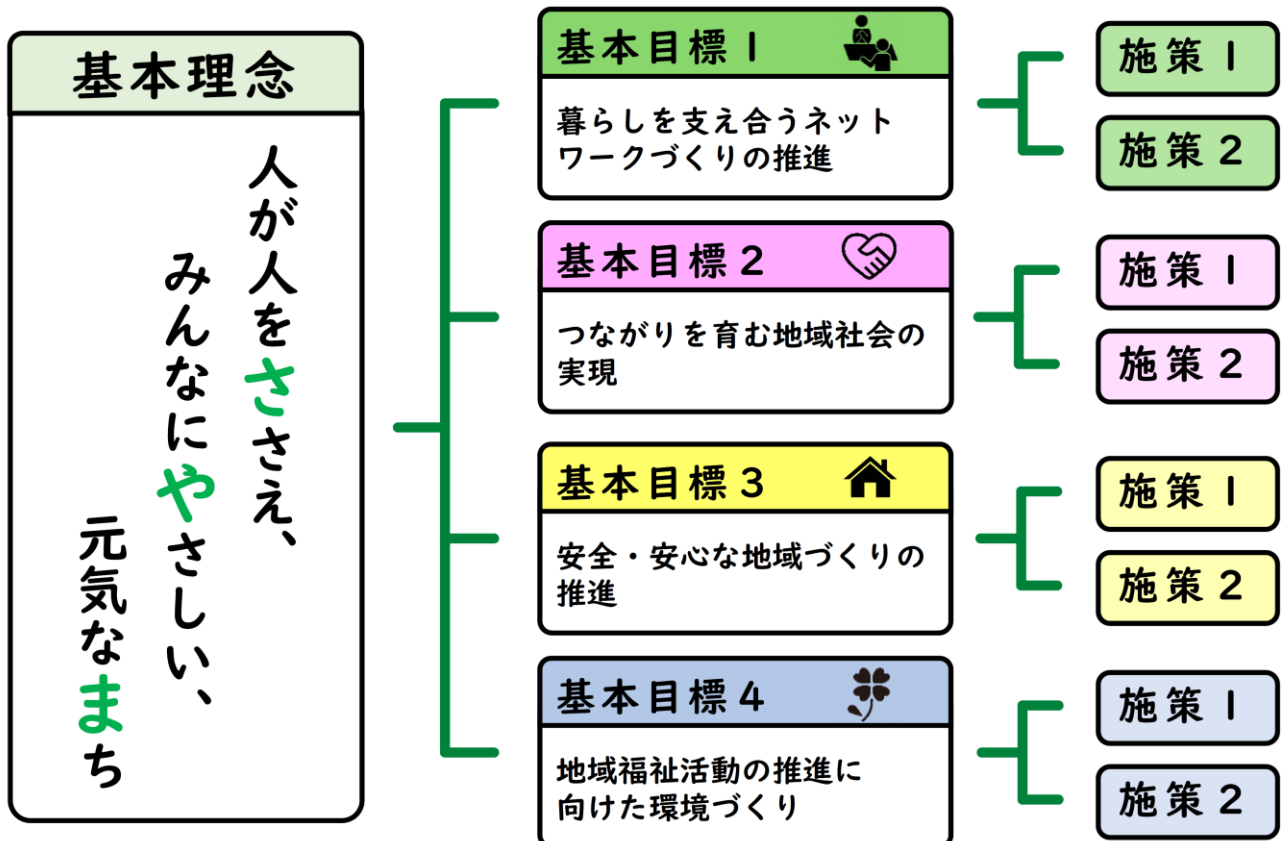 基本理念
人が人をささえ、
みんなにやさしい、
元気なまち
基本目標1
暮らしを支え合うネット
ワークづくりの推進
施策1
施策2
基本目標2
つながりを育む地域社会の
実現
施策1
施策2
基本目標3
安全・安心な地域づくりの
推進
施策1
施策2
基本目標4
地域福祉活動の推進に
向けた環境づくり
施策1
施策2